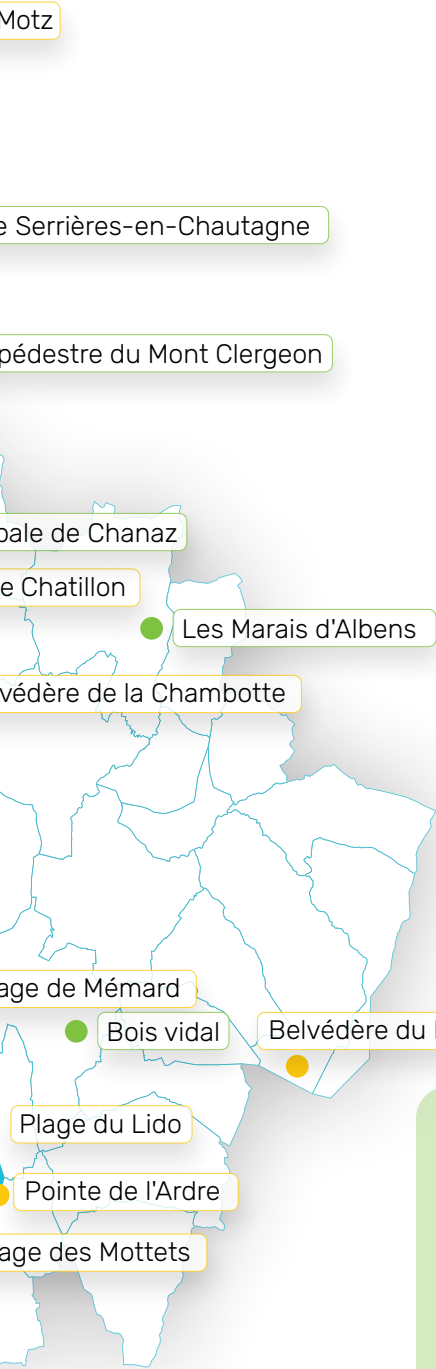 Motz
e Serrières-en-Chautagne
pédestre du Mont Clergeon
pale de Chanaz
e Chatillon
Les Marais d'Albens
védère de la Chambotte
age de Mémard
Bois vidal
Belvédère du
Plage du Lido
Pointe de l'Ardre
age des Mottets